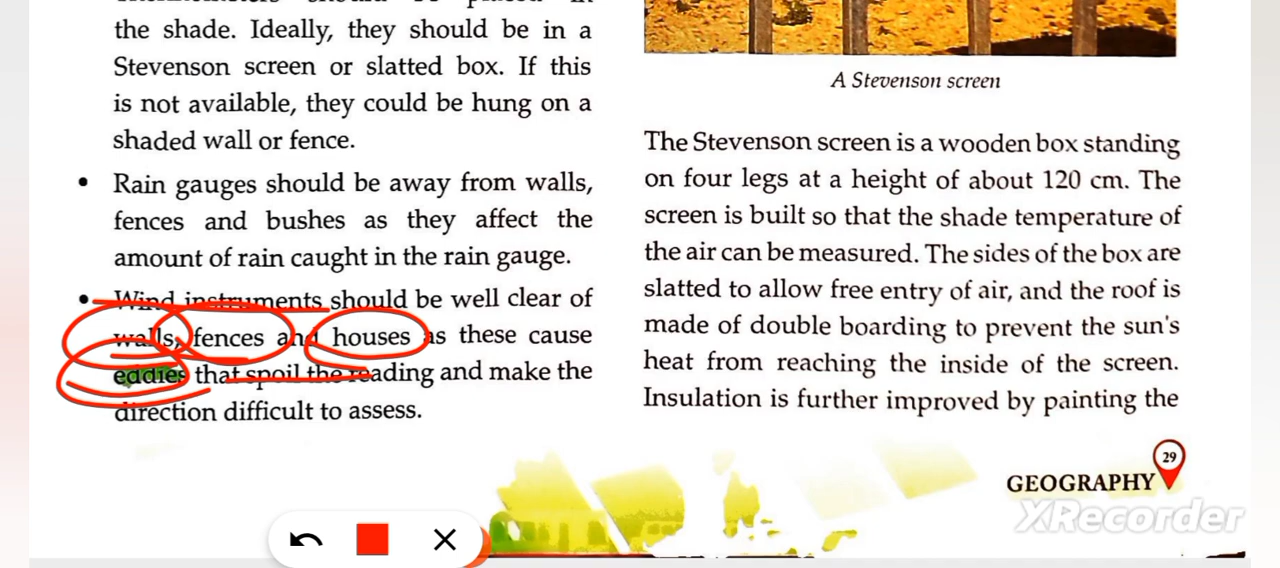 the shade. Ideally, they should be in a
Stevenson screen or slatted box. If this
is not available, they could be hung on a
shaded wall or fence.
• Rain gauges should be away from walls,
fences and bushes as they affect the
amount of rain caught in the rain gauge.
• Wind instruments should be well clear of
walls, fences and houses as these cause
eddies that spoil the reading and make the
direction difficult to assess.
A Stevenson screen
The Stevenson screen is a wooden box standing
on four legs at a height of about 120 cm. The
screen is built so that the shade temperature of
the air can be measured. The sides of the box are
slatted to allow free entry of air, and the roof is
made of double boarding to prevent the sun's
heat from reaching the inside of the screen.
Insulation is further improved by painting the
29
GEOGRAPHY
XRecorder